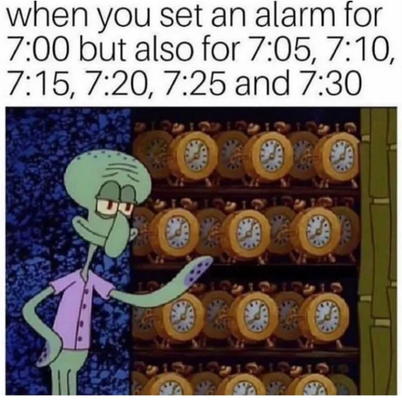 when you set an alarm for
7:00 but also for 7:05, 7:10,
7:15, 7:20, 7:25 and 7:30